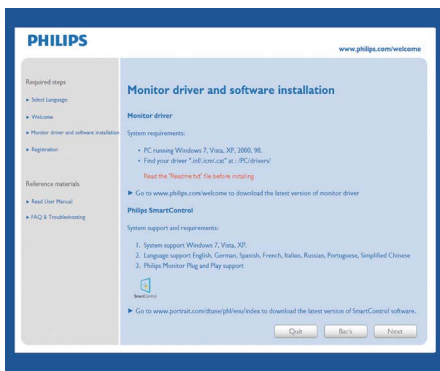 PHILIPS
www.philips.com/welcome
Required steps
Select Language
Welcome
Monitor driver and software installation
Registration
Reference materials
Read User Manual
FAQ & Troubleshooting
Monitor driver and software installation
Monitor driver
System requirements:
• PC running Windows 7, Vista, XP, 2000, 98.
• Find your driver ".inf/.icm/.cat" at : /PC/drivers/
Read the 'Readme.txt' file before installing
Go to www.philips.com/welcome to download the latest version of monitor driver
Philips SmartControl
System support and requirements:
1. System support Windows 7, Vista, XP.
2. Language support English, German, Spanish, French, Italian, Russian, Portuguese, Simplified Chinese
3. Philips Monitor Plug and Play support.
SmartControl
Go to www.portrait.com/dtune/phl/enu/index to download the latest version of SmartControl software.
Quit Back Next